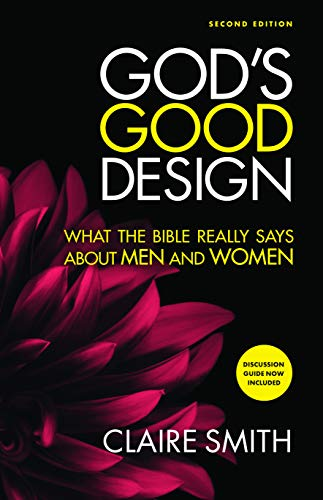 SECOND EDITION
GOD'S
GOOD
DESIGN
WHAT THE BIBLE REALLY SAYS
ABOUT MEN AND WOMEN
DISCUSSION
GUIDE NOW
INCLUDED
CLAIRE SMITH